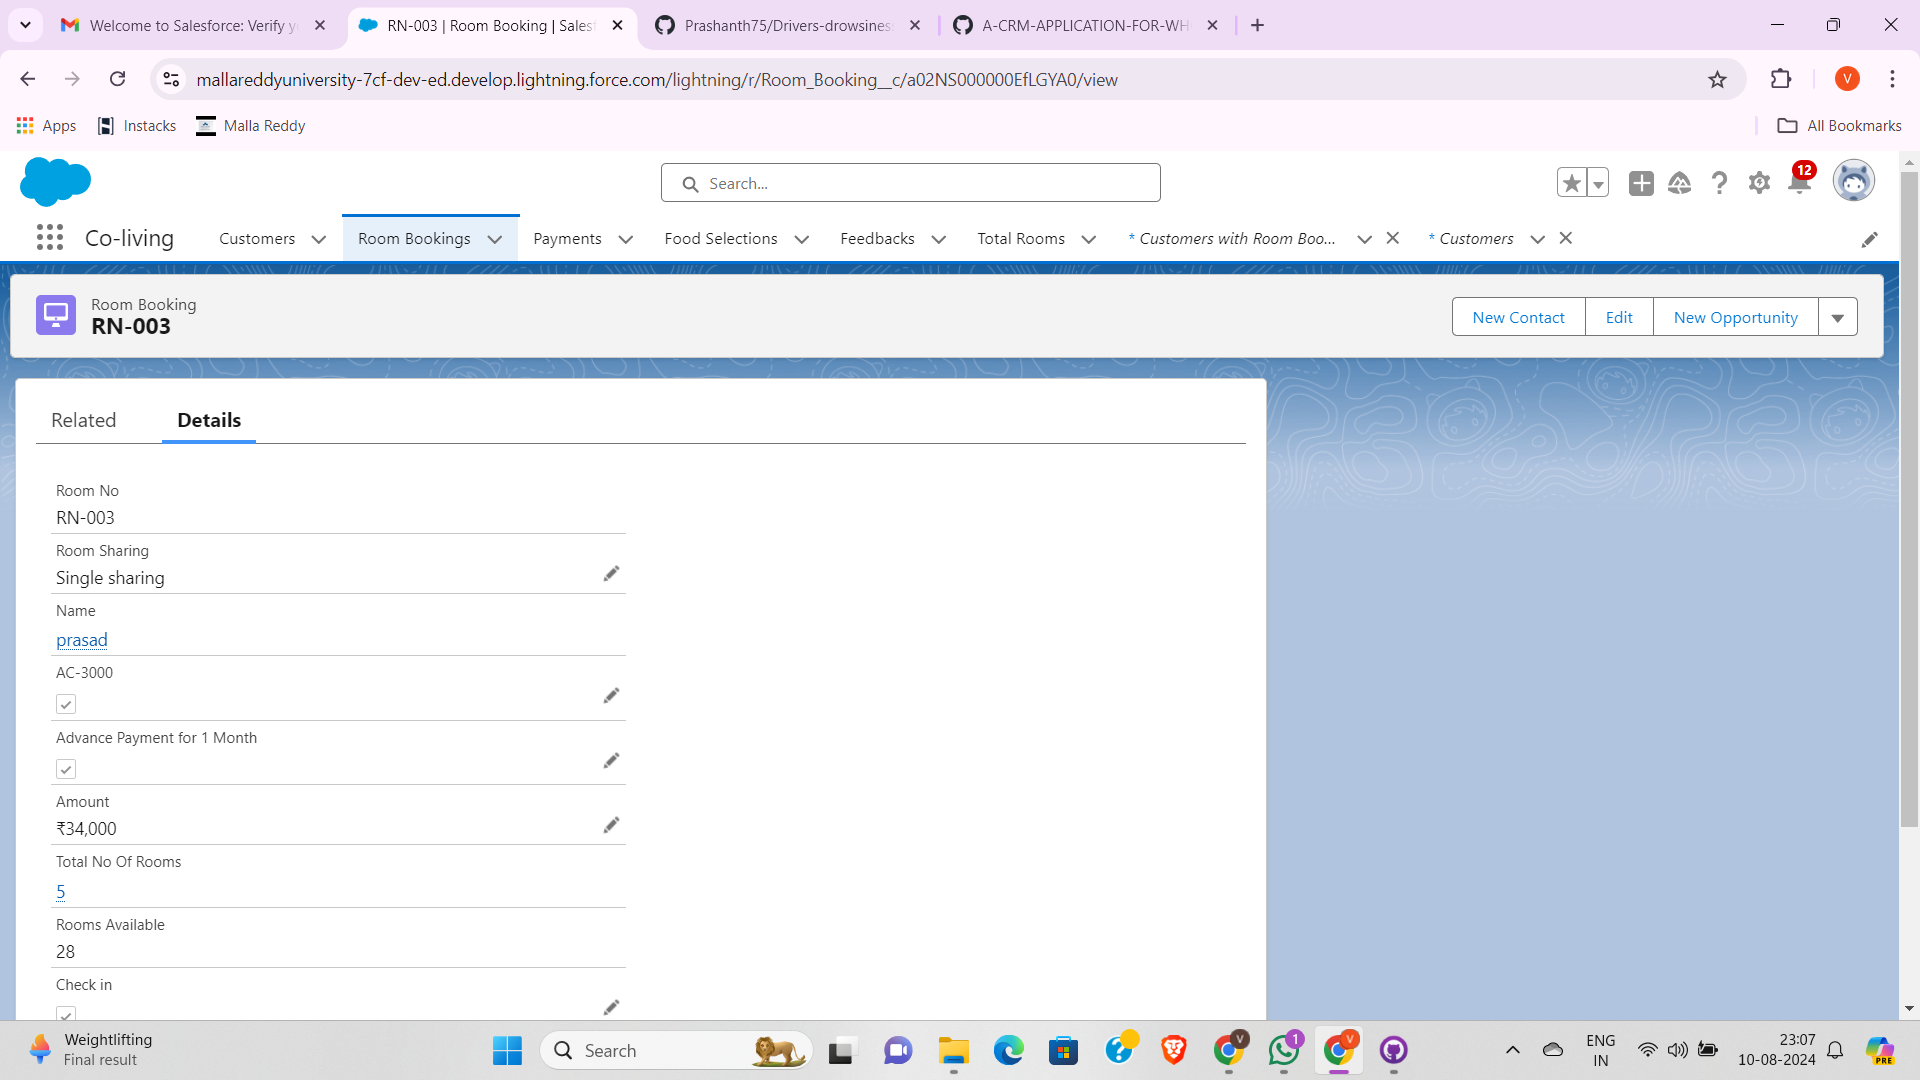 Welcome to Salesforce: Verify y
RN-003 | Room Booking | Salesf
Prashanth75/Drivers-drowsiness
A-CRM-APPLICATION-FOR-WH
mallareddyuniversity-7cf-dev-ed.develop.lightning.force.com/lightning/r/Room_Booking__c/a02NS000000EfLGYA0/view
V
Apps
Instacks
Malla Reddy
All Bookmarks
Search...
12
Co-living
Customers
Room Bookings
Payments
Food Selections
Feedbacks
Total Rooms
* Customers with Room Boo...
* Customers
Room Booking
RN-003
New Contact
Edit
New Opportunity
Related
Details
Room No
RN-003
Room Sharing
Single sharing
Name
prasad
AC-3000
Advance Payment for 1 Month
Amount
₹34,000
Total No Of Rooms
5
Rooms Available
28
Check in
Weightlifting
Final result
Search
V
1
V
ENG
IN
23:07
10-08-2024
PRE